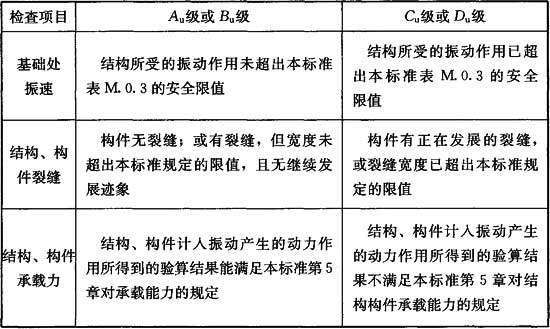 检查项目
Au级或 Bu级
Cu级或 Du级
基础处
振速
结构所受的振动作用未超出本标准
表 M.0.3 的安全限值
结构所受的振动作用已超
出本标准表 M.0.3 的安全
限值
结构、构
件裂缝
构件无裂缝；或有裂缝，但宽度未
超出本标准规定的限值，且无继续发
展迹象
构件有正在发展的裂缝，
或裂缝宽度已超出本标准规
定的限值
结构、构件
承载力
结构、构件计入振动产生的动力作
用所得到的验算结果能满足本标准第 5
章对承载能力的规定
结构、构件计入振动产生
的动力作用所得到的验算结
果不满足本标准第 5 章对结
构构件承载能力的规定